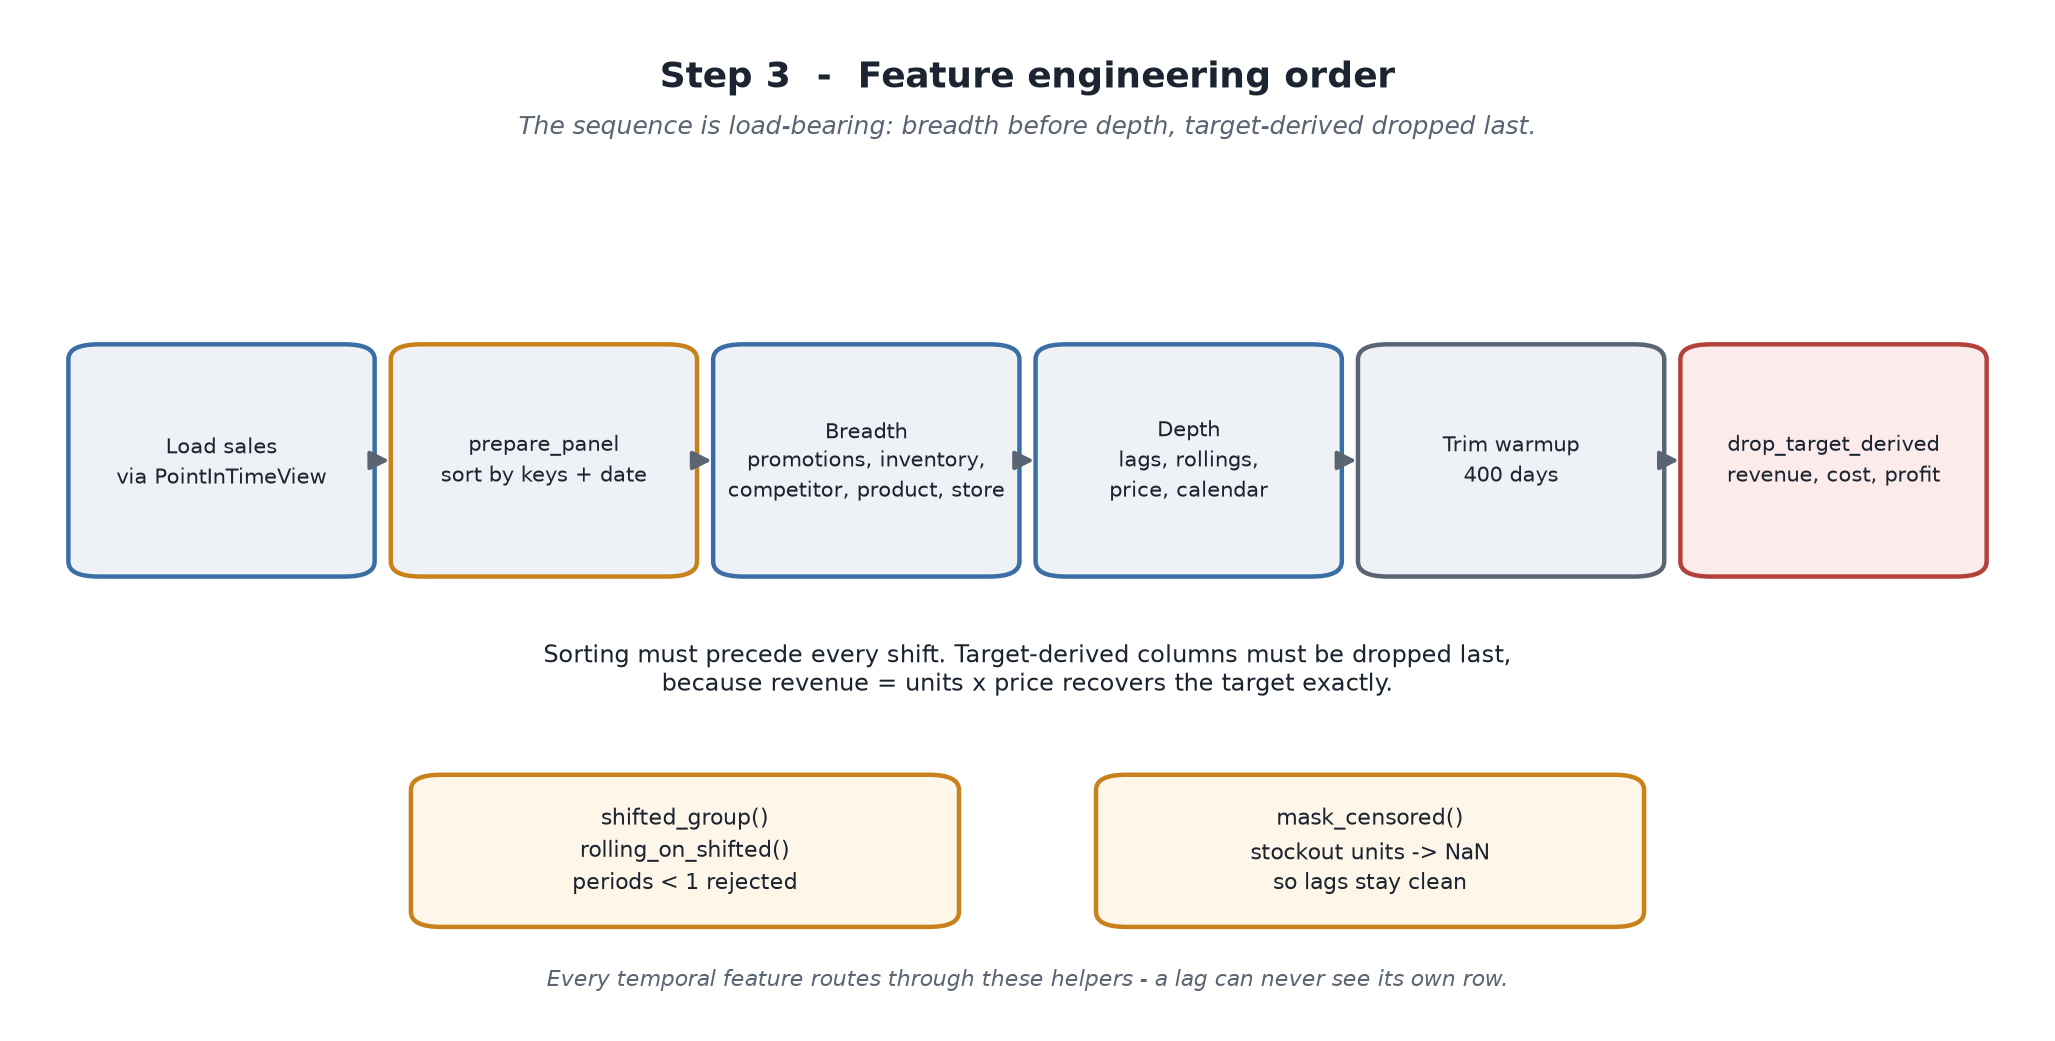 Step 3  -  Feature engineering order
The sequence is load-bearing: breadth before depth, target-derived dropped last.
Load sales
via PointInTimeView
prepare_panel
sort by keys + date
Breadth
promotions, inventory,
competitor, product, store
Depth
lags, rollings,
price, calendar
Trim warmup
400 days
drop_target_derived
revenue, cost, profit
Sorting must precede every shift. Target-derived columns must be dropped last,
because revenue = units x price recovers the target exactly.
shifted_group()
rolling_on_shifted()
periods < 1 rejected
mask_censored()
stockout units -> NaN
so lags stay clean
Every temporal feature routes through these helpers - a lag can never see its own row.